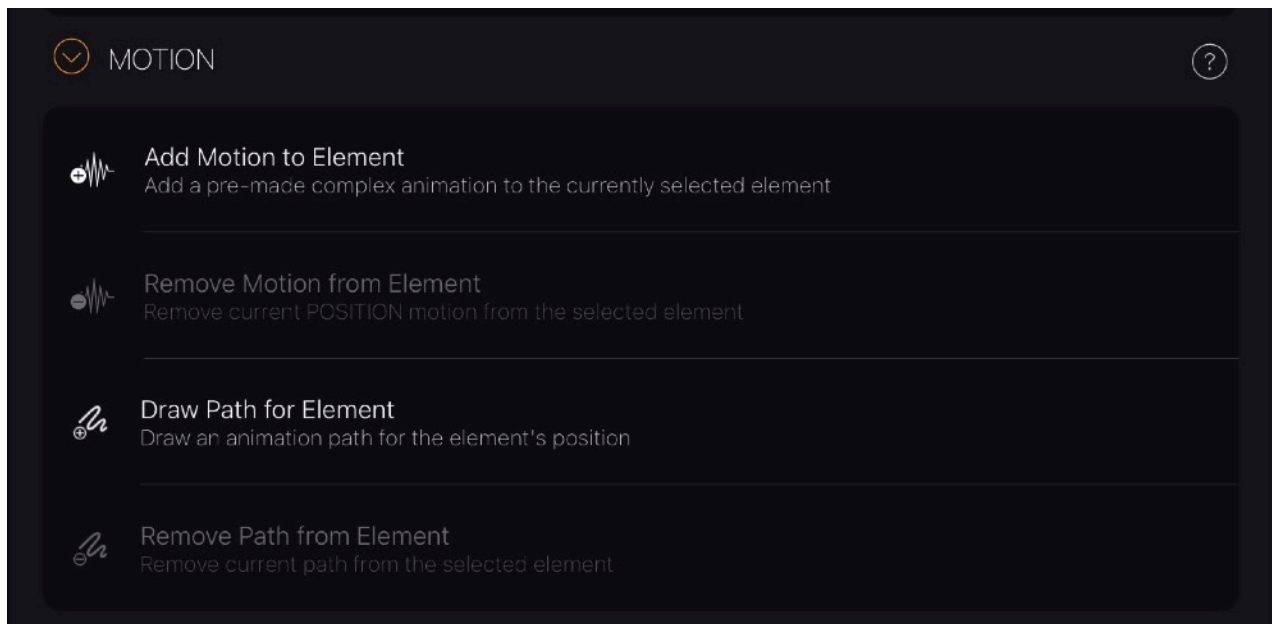 MOTION
?
Add Motion to Element
Add a pre-made complex animation to the currently selected element
Remove Motion from Element
Remove current POSITION motion from the selected element
Draw Path for Element
Draw an animation path for the element's position
Remove Path from Element
Remove current path from the selected element